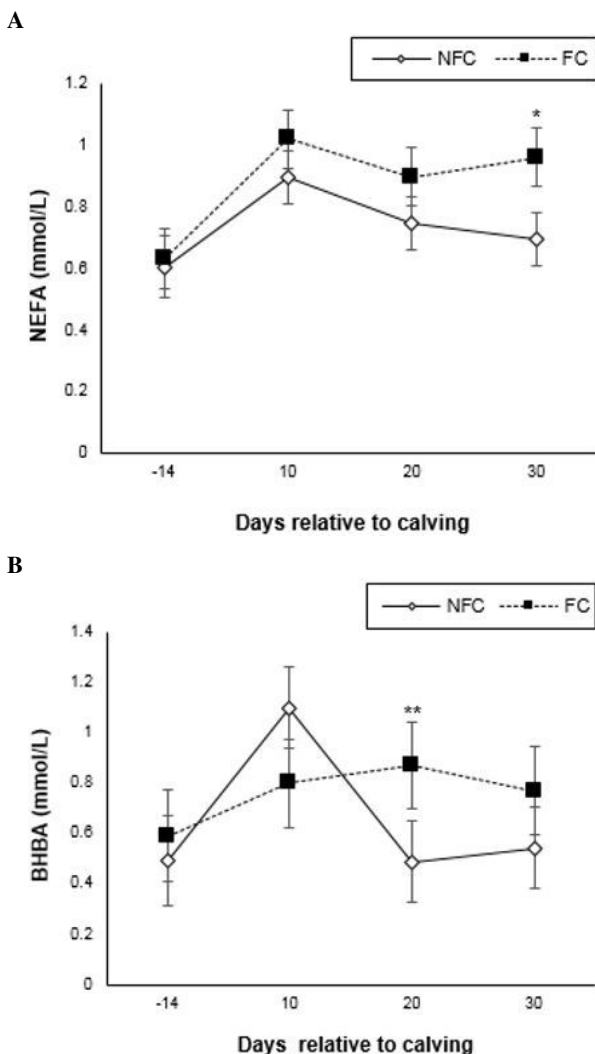 A
NFC FC
1.2
*
1
0.8
0.6
0.4
0.2
0
NEFA (mmol/L)
-14 10 20 30
Days relative to calving
B
NFC FC
1.4
1.2
**
1
0.8
0.6
0.4
0.2
0
BHBA (mmol/L)
-14 10 20 30
Days relative to calving